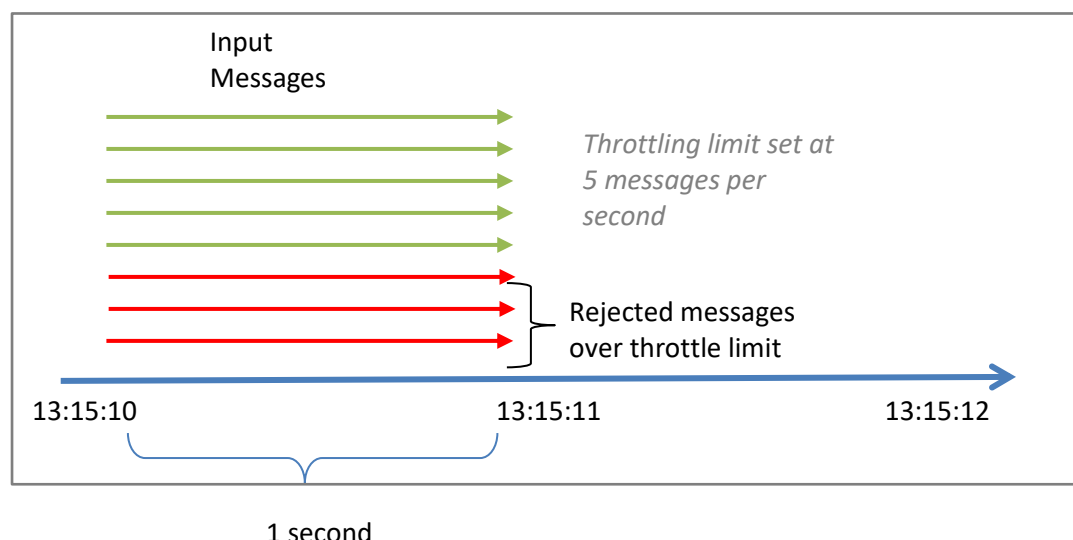 Input
Messages
Throttling limit set at
5 messages per
second
Rejected messages
over throttle limit
13:15:10
13:15:11
13:15:12
1 second